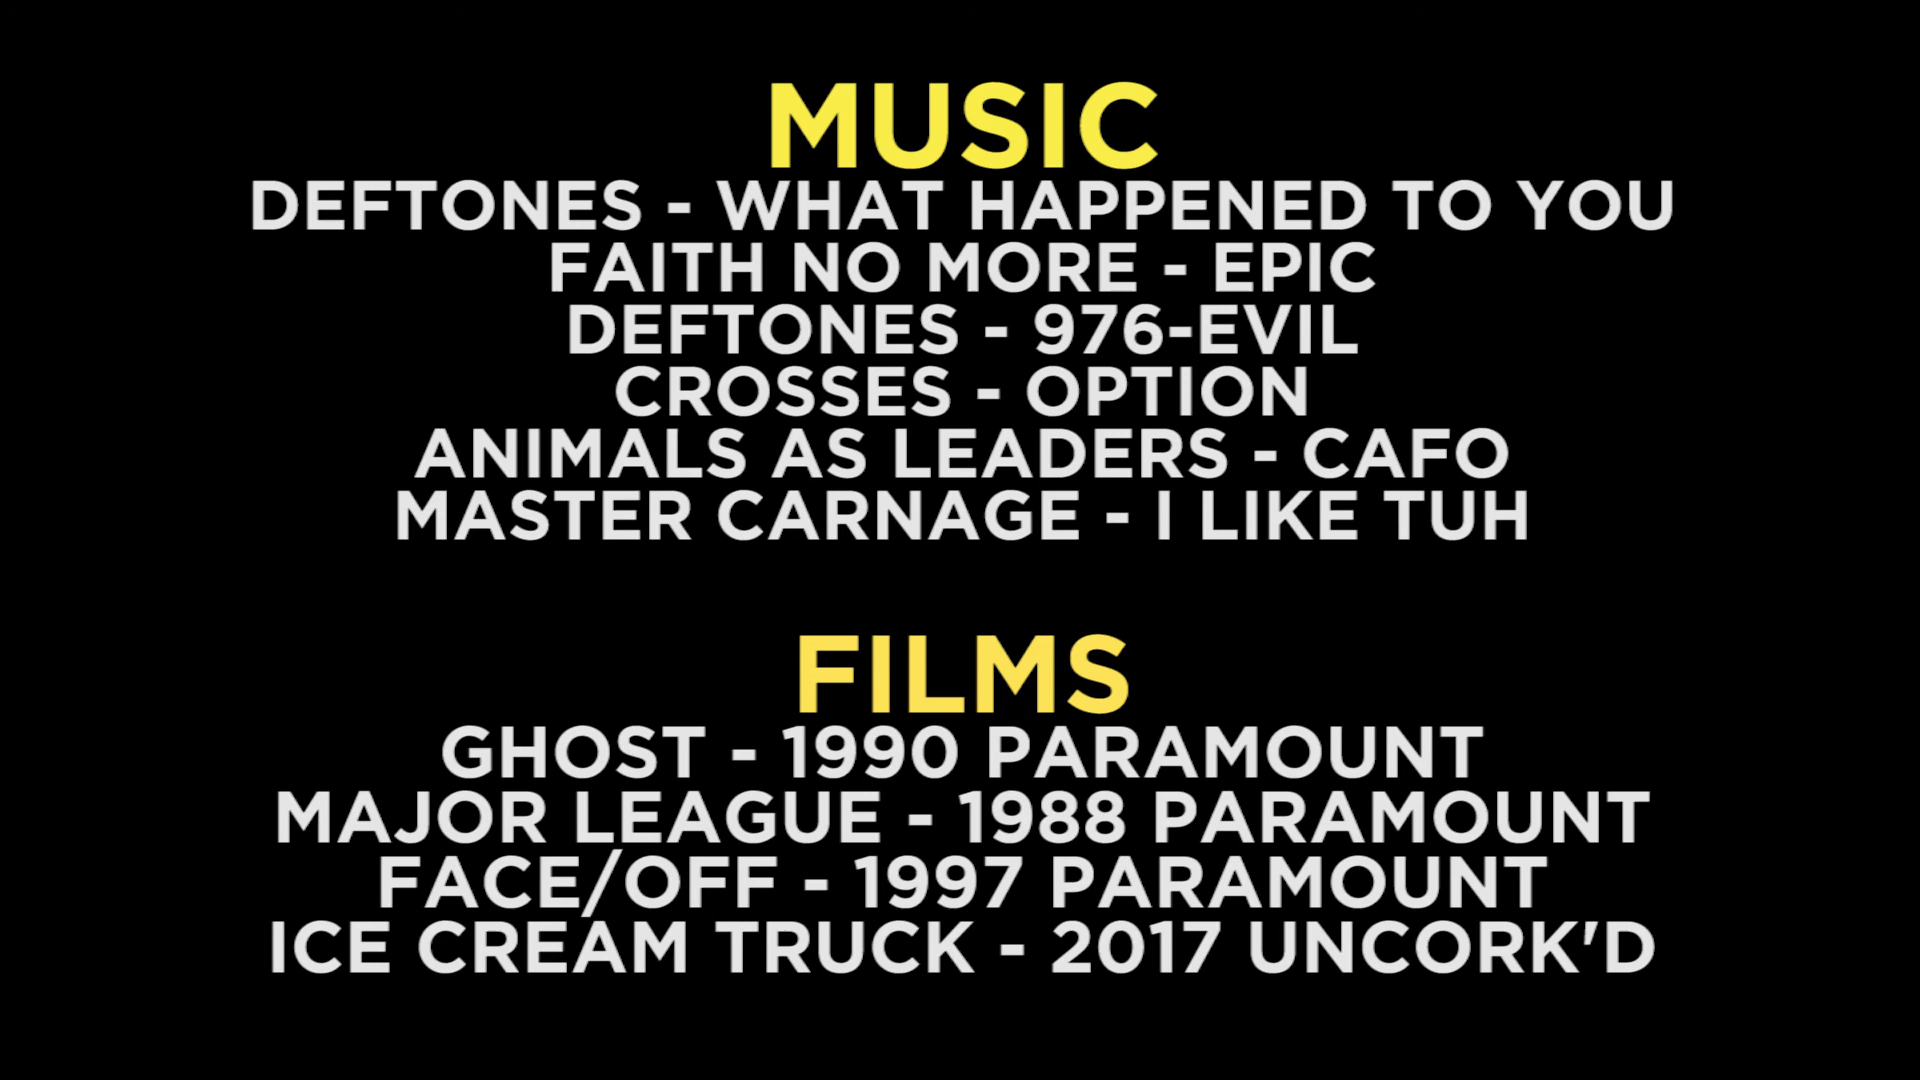 MUSIC
DEFTONES - WHAT HAPPENED TO YOU
FAITH NO MORE - EPIC
DEFTONES - 976-EVIL
CROSSES - OPTION
ANIMALS AS LEADERS - CAFO
MASTER CARNAGE - I LIKE TUH
FILMS
GHOST - 1990 PARAMOUNT
MAJOR LEAGUE - 1988 PARAMOUNT
FACE/OFF - 1997 PARAMOUNT
ICE CREAM TRUCK - 2017 UNCORK'D